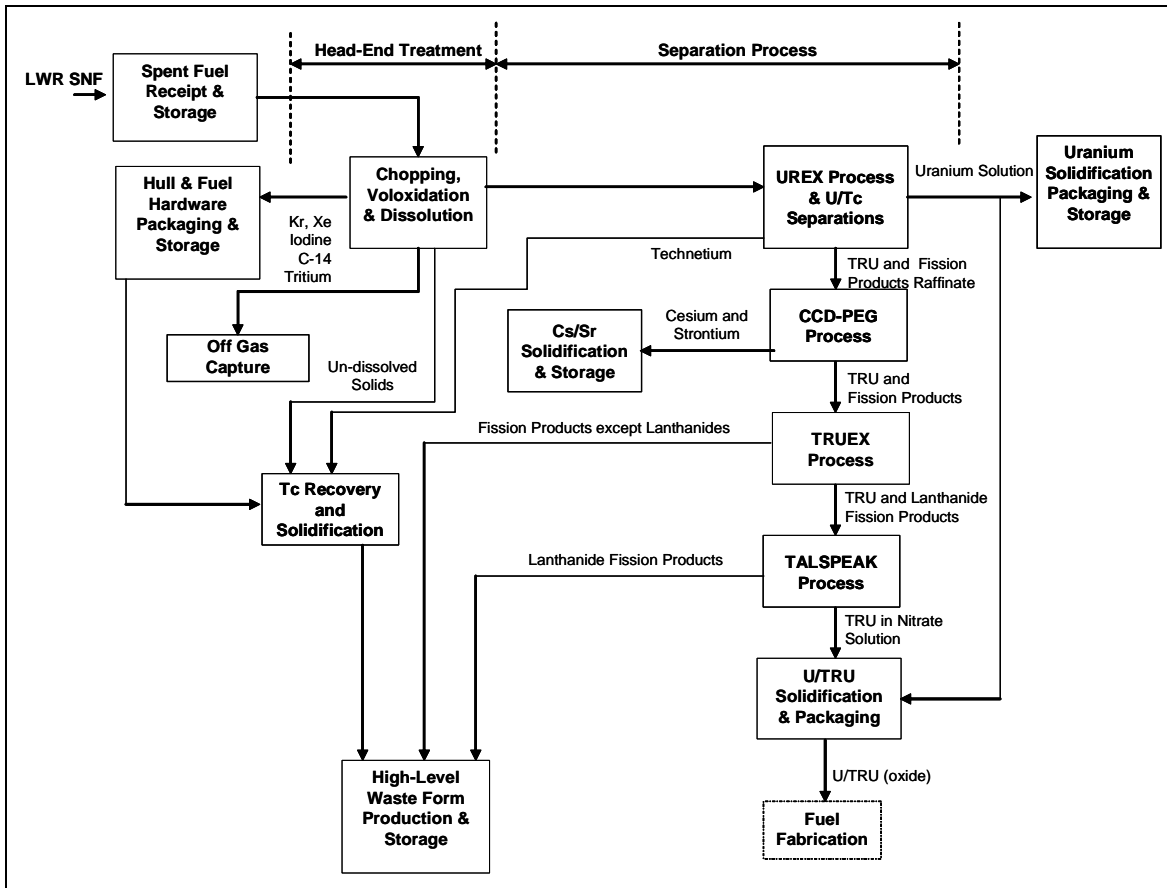 Head-End Treatment
Separation Process
LWR SNF
Spent Fuel
Receipt &
Storage
Hull & Fuel
Hardware
Packaging &
Storage
Chopping,
Voloxidation
& Dissolution
UREX Process
& U/Tc
Separations
Uranium Solution
Uranium
Solidification
Packaging &
Storage
Kr, Xe
Iodine
C-14
Tritium
Technetium
TRU and Fission
Products Raffinate
Off Gas
Capture
Cs/Sr
Solidification
& Storage
Cesium and
Strontium
CCD-PEG
Process
Un-dissolved
Solids
TRU and
Fission Products
Fission Products except Lanthanides
TRUEX
Process
Tc Recovery
and
Solidification
TRU and Lanthanide
Fission Products
Lanthanide Fission Products
TALSPEAK
Process
TRU in Nitrate
Solution
U/TRU
Solidification
& Packaging
High-Level
Waste Form
Production &
Storage
U/TRU (oxide)
Fuel
Fabrication